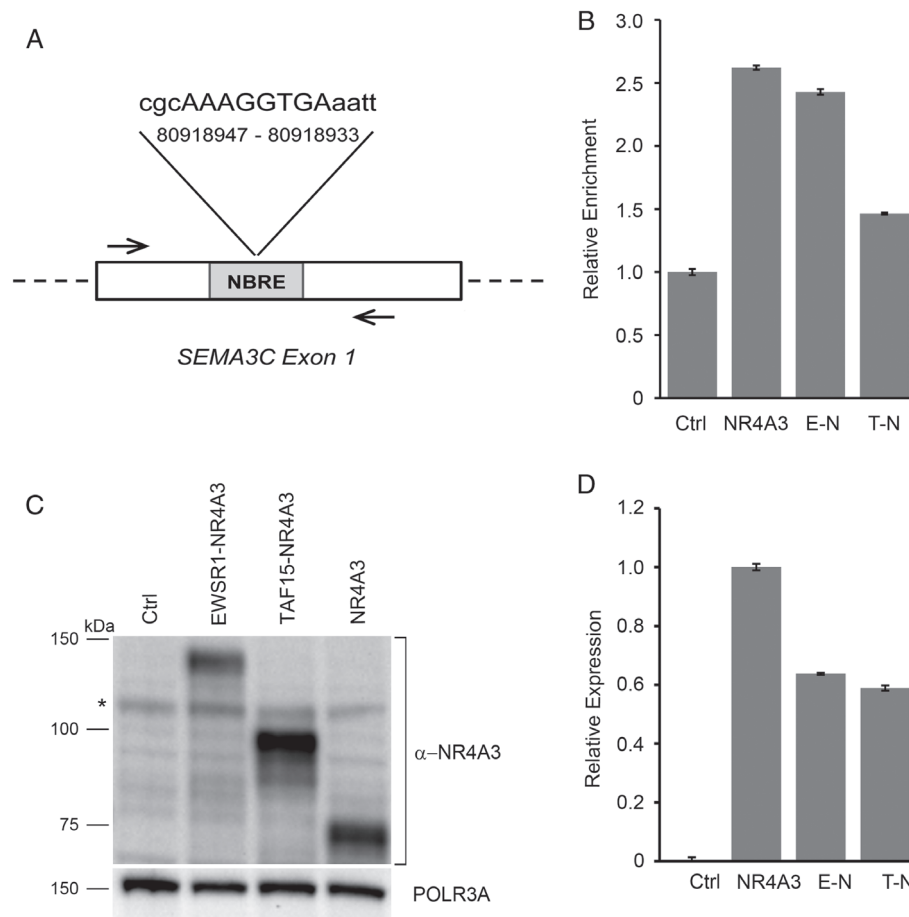 A
cgcAAAGGTGAaatt
80918947 - 80918933
NBRE
SEMA3C Exon 1
B
Relative Enrichment
3.0
2.5
2.0
1.5
1.0
0.5
0
Ctrl NR4A3 E-N T-N
C
Ctrl
EWSR1-NR4A3
TAF15-NR4A3
NR4A3
kDa
150
*
100
75
α–NR4A3
150
POLR3A
D
Relative Expression
1.2
1.0
0.8
0.6
0.4
0.2
0
Ctrl NR4A3 E-N T-N